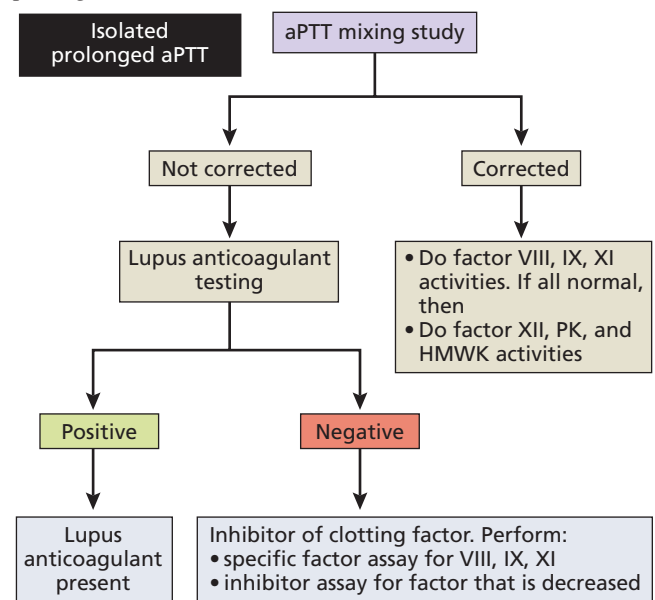 Isolated
prolonged aPTT
aPTT mixing study
Not corrected
Corrected
Lupus anticoagulant
testing
• Do factor VIII, IX, XI
activities. If all normal,
then
• Do factor XII, PK, and
HMWK activities
Positive
Negative
Lupus
anticoagulant
present
Inhibitor of clotting factor. Perform:
• specific factor assay for VIII, IX, XI
• inhibitor assay for factor that is decreased